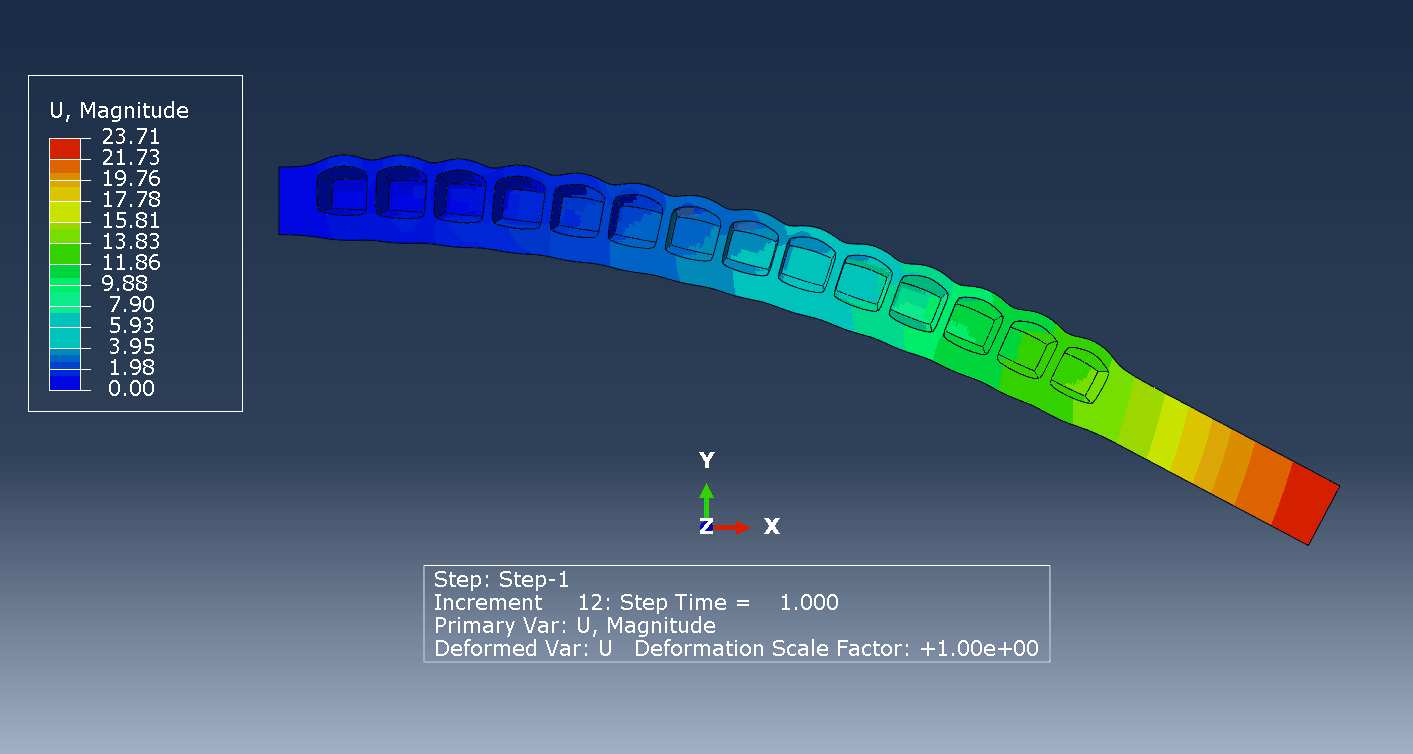 U, Magnitude
23.71
21.73
19.76
17.78
15.81
13.83
11.86
9.88
7.90
5.93
3.95
1.98
0.00
Y
Z X
Step: Step-1
Increment 12: Step Time = 1.000
Primary Var: U, Magnitude
Deformed Var: U Deformation Scale Factor: +1.00e+00